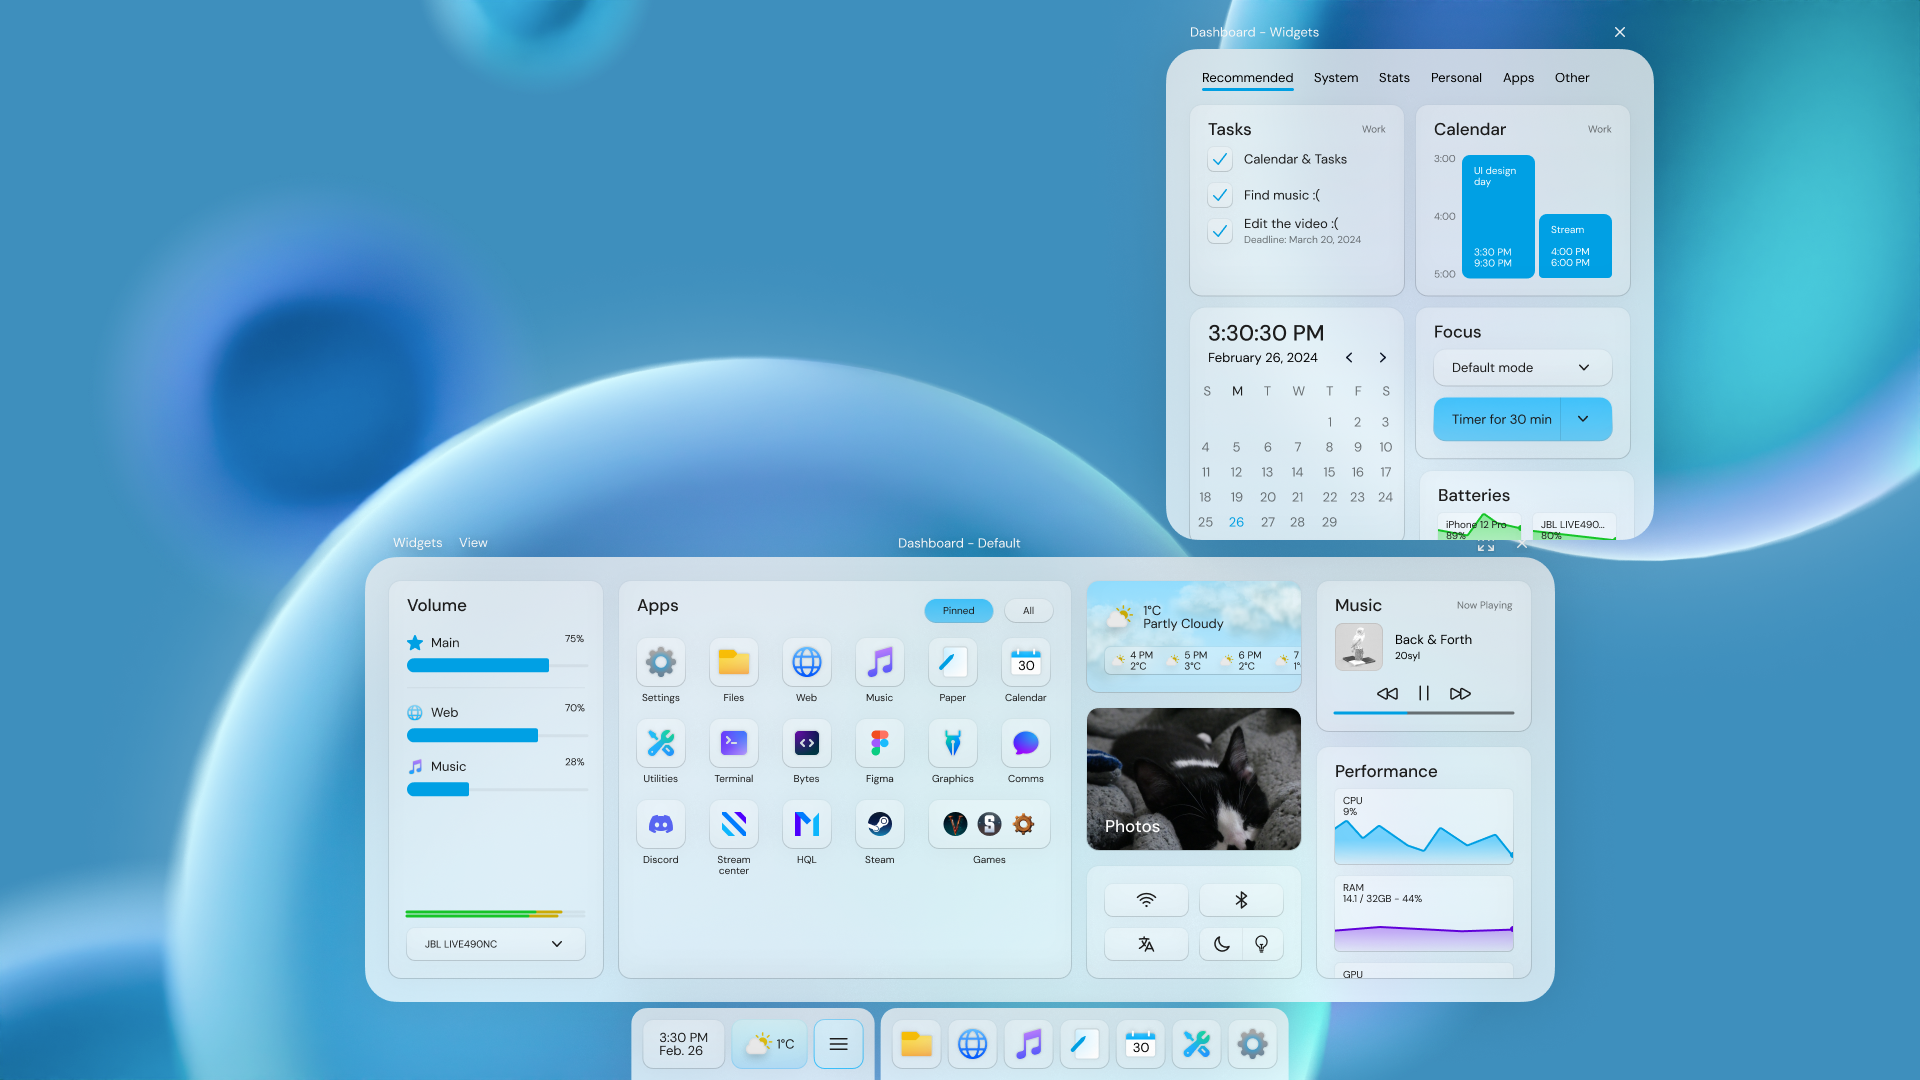 Dashboard - Widgets
Recommended System Stats Personal Apps Other
Tasks
Work
Calendar & Tasks
Find music :(
Edit the video :(
Deadline: March 20, 2024
Calendar
Work
3:00
4:00
5:00
UI design
day
3:30 PM
9:30 PM
Stream
4:00 PM
6:00 PM
3:30:30 PM
February 26, 2024
S M T W T F S
1 2 3
4 5 6 7 8 9 10
11 12 13 14 15 16 17
18 19 20 21 22 23 24
25 26 27 28 29
Focus
Default mode
Timer for 30 min
Batteries
iPhone 12 Pro
89%
JBL LIVE490...
80%
Widgets View
Dashboard - Default
Volume
Main
75%
Web
70%
Music
28%
JBL LIVE490NC
Apps
Pinned
All
Settings
Files
Web
Music
Paper
30
Calendar
Utilities
Terminal
Bytes
Figma
Graphics
Comms
Discord
Stream
center
HQL
Steam
V
S
Games
1°C
Partly Cloudy
4 PM
2°C
5 PM
3°C
6 PM
2°C
7
1°
Photos
Music
Now Playing
Back & Forth
20syl
Performance
CPU
9%
RAM
14.1 / 32GB - 44%
GPU
3:30 PM
Feb. 26
1°C
30